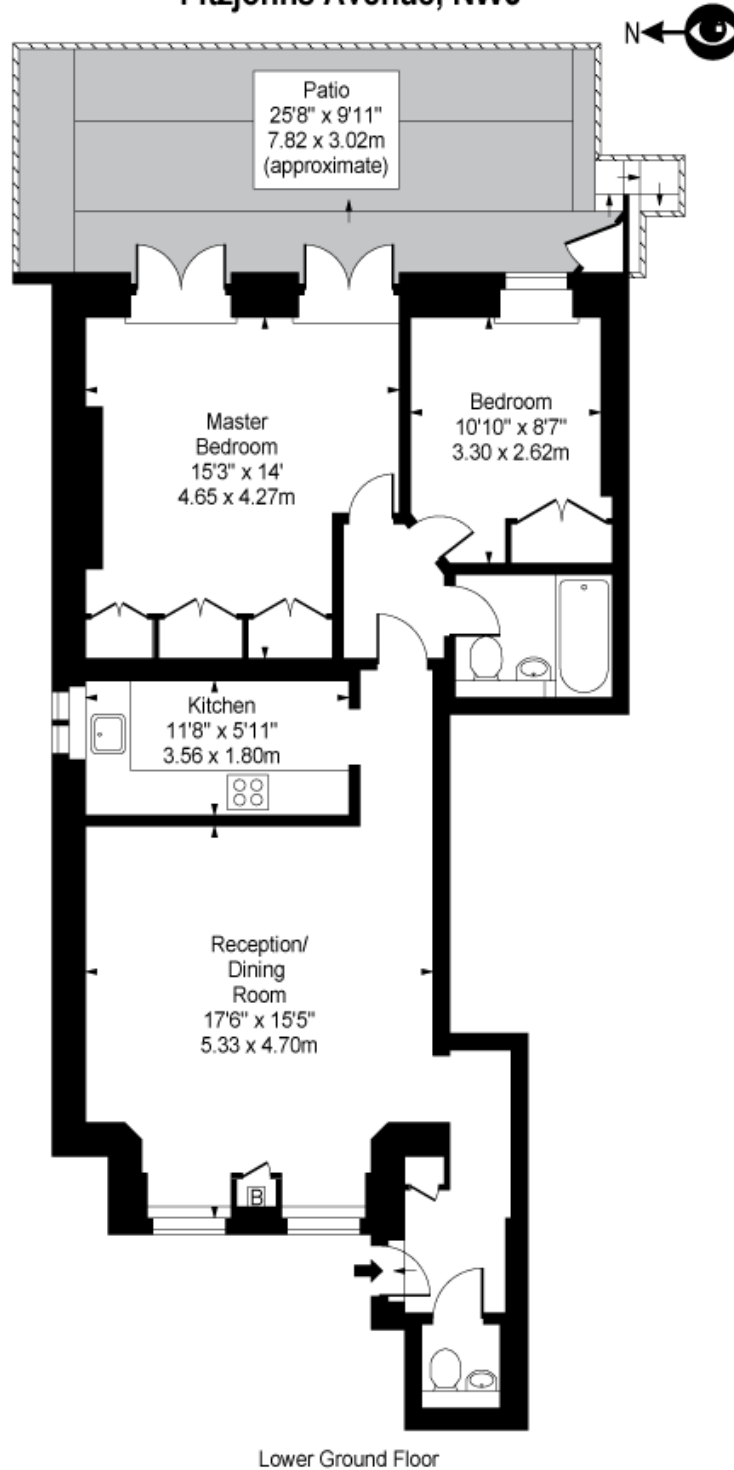 N
Patio
25'8" x 9'11"
7.82 x 3.02m
(approximate)
Master
Bedroom
15'3" x 14'
4.65 x 4.27m
Bedroom
10'10" x 8'7"
3.30 x 2.62m
Kitchen
11'8" x 5'11"
3.56 x 1.80m
Reception/
Dining
Room
17'6" x 15'5"
5.33 x 4.70m
B
Lower Ground Floor